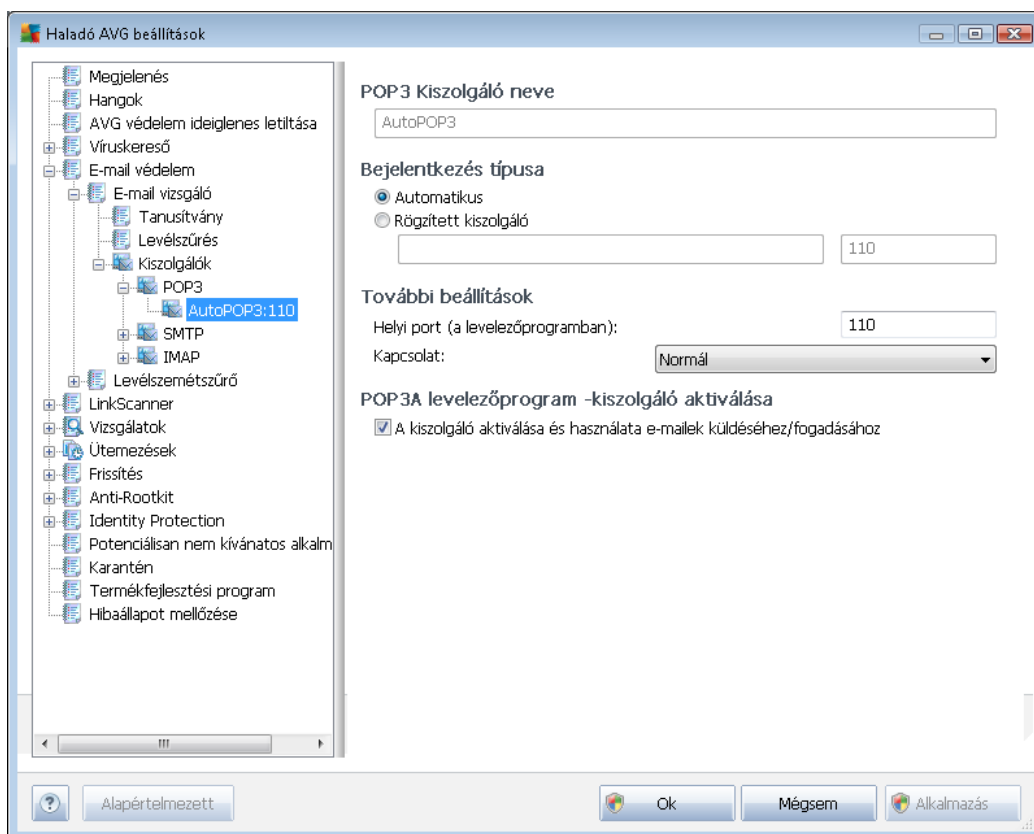 Haladó AVG beállítások
Megjelenés
Hangok
AVG védelem ideiglenes letiltása
Víruskereső
E-mail védelem
E-mail vizsgáló
Tanusítvány
Levélszűrés
Kiszolgálók
POP3
AutoPOP3:110
SMTP
IMAP
Levélszemétszűrő
LinkScanner
Vizsgálatok
Ütemezések
Frissítés
Anti-Rootkit
Identity Protection
Potenciálisan nem kívánatos alkalm
Karantén
Termékfejlesztési program
Hibaállapot mellőzése
POP3 Kiszolgáló neve
AutoPOP3
Bejelentkezés típusa
Automatikus
Rögzített kiszolgáló
110
További beállítások
Helyi port (a levelezőprogramban): 110
Kapcsolat: Normál
POP3A levelezőprogram -kiszolgáló aktiválása
A kiszolgáló aktiválása és használata e-mailek küldéséhez/fogadásához
? Alapértelmezett Ok Mégsem Alkalmazás